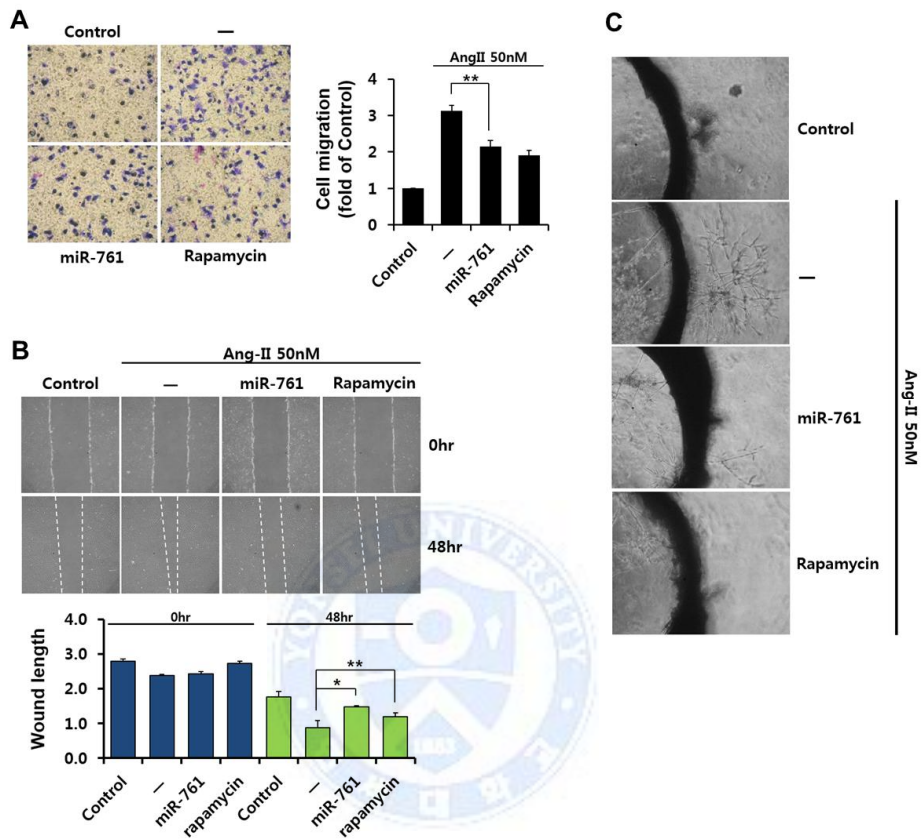 A
Control —
miR-761 Rapamycin
AngII 50nM
**
Cell migration
(fold of Control)
4
3
2
1
0
Control — miR-761 Rapamycin
C
Control
—
miR-761
Rapamycin
Ang-II 50nM
B
Ang-II 50nM
Control — miR-761 Rapamycin
0hr
48hr
0hr 48hr
**
*
Wound length
4.0
3.0
2.0
1.0
0.0
Control — miR-761 rapamycin Control — miR-761 rapamycin
YONSEI UNIVERSITY
1885